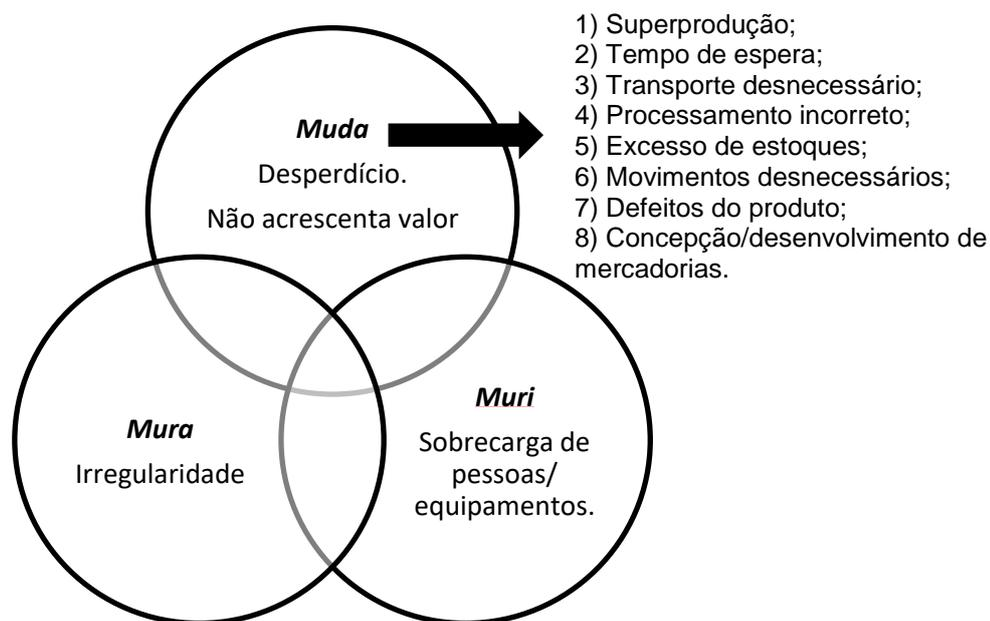 1) Superprodução;
2) Tempo de espera;
3) Transporte desnecessário;
4) Processamento incorreto;
5) Excesso de estoques;
6) Movimentos desnecessários;
7) Defeitos do produto;
8) Concepção/desenvolvimento de
mercadorias.
Muda
Desperdício.
Não acrescenta valor
Mura
Irregularidade
Muri
Sobrecarga de
pessoas/
equipamentos.